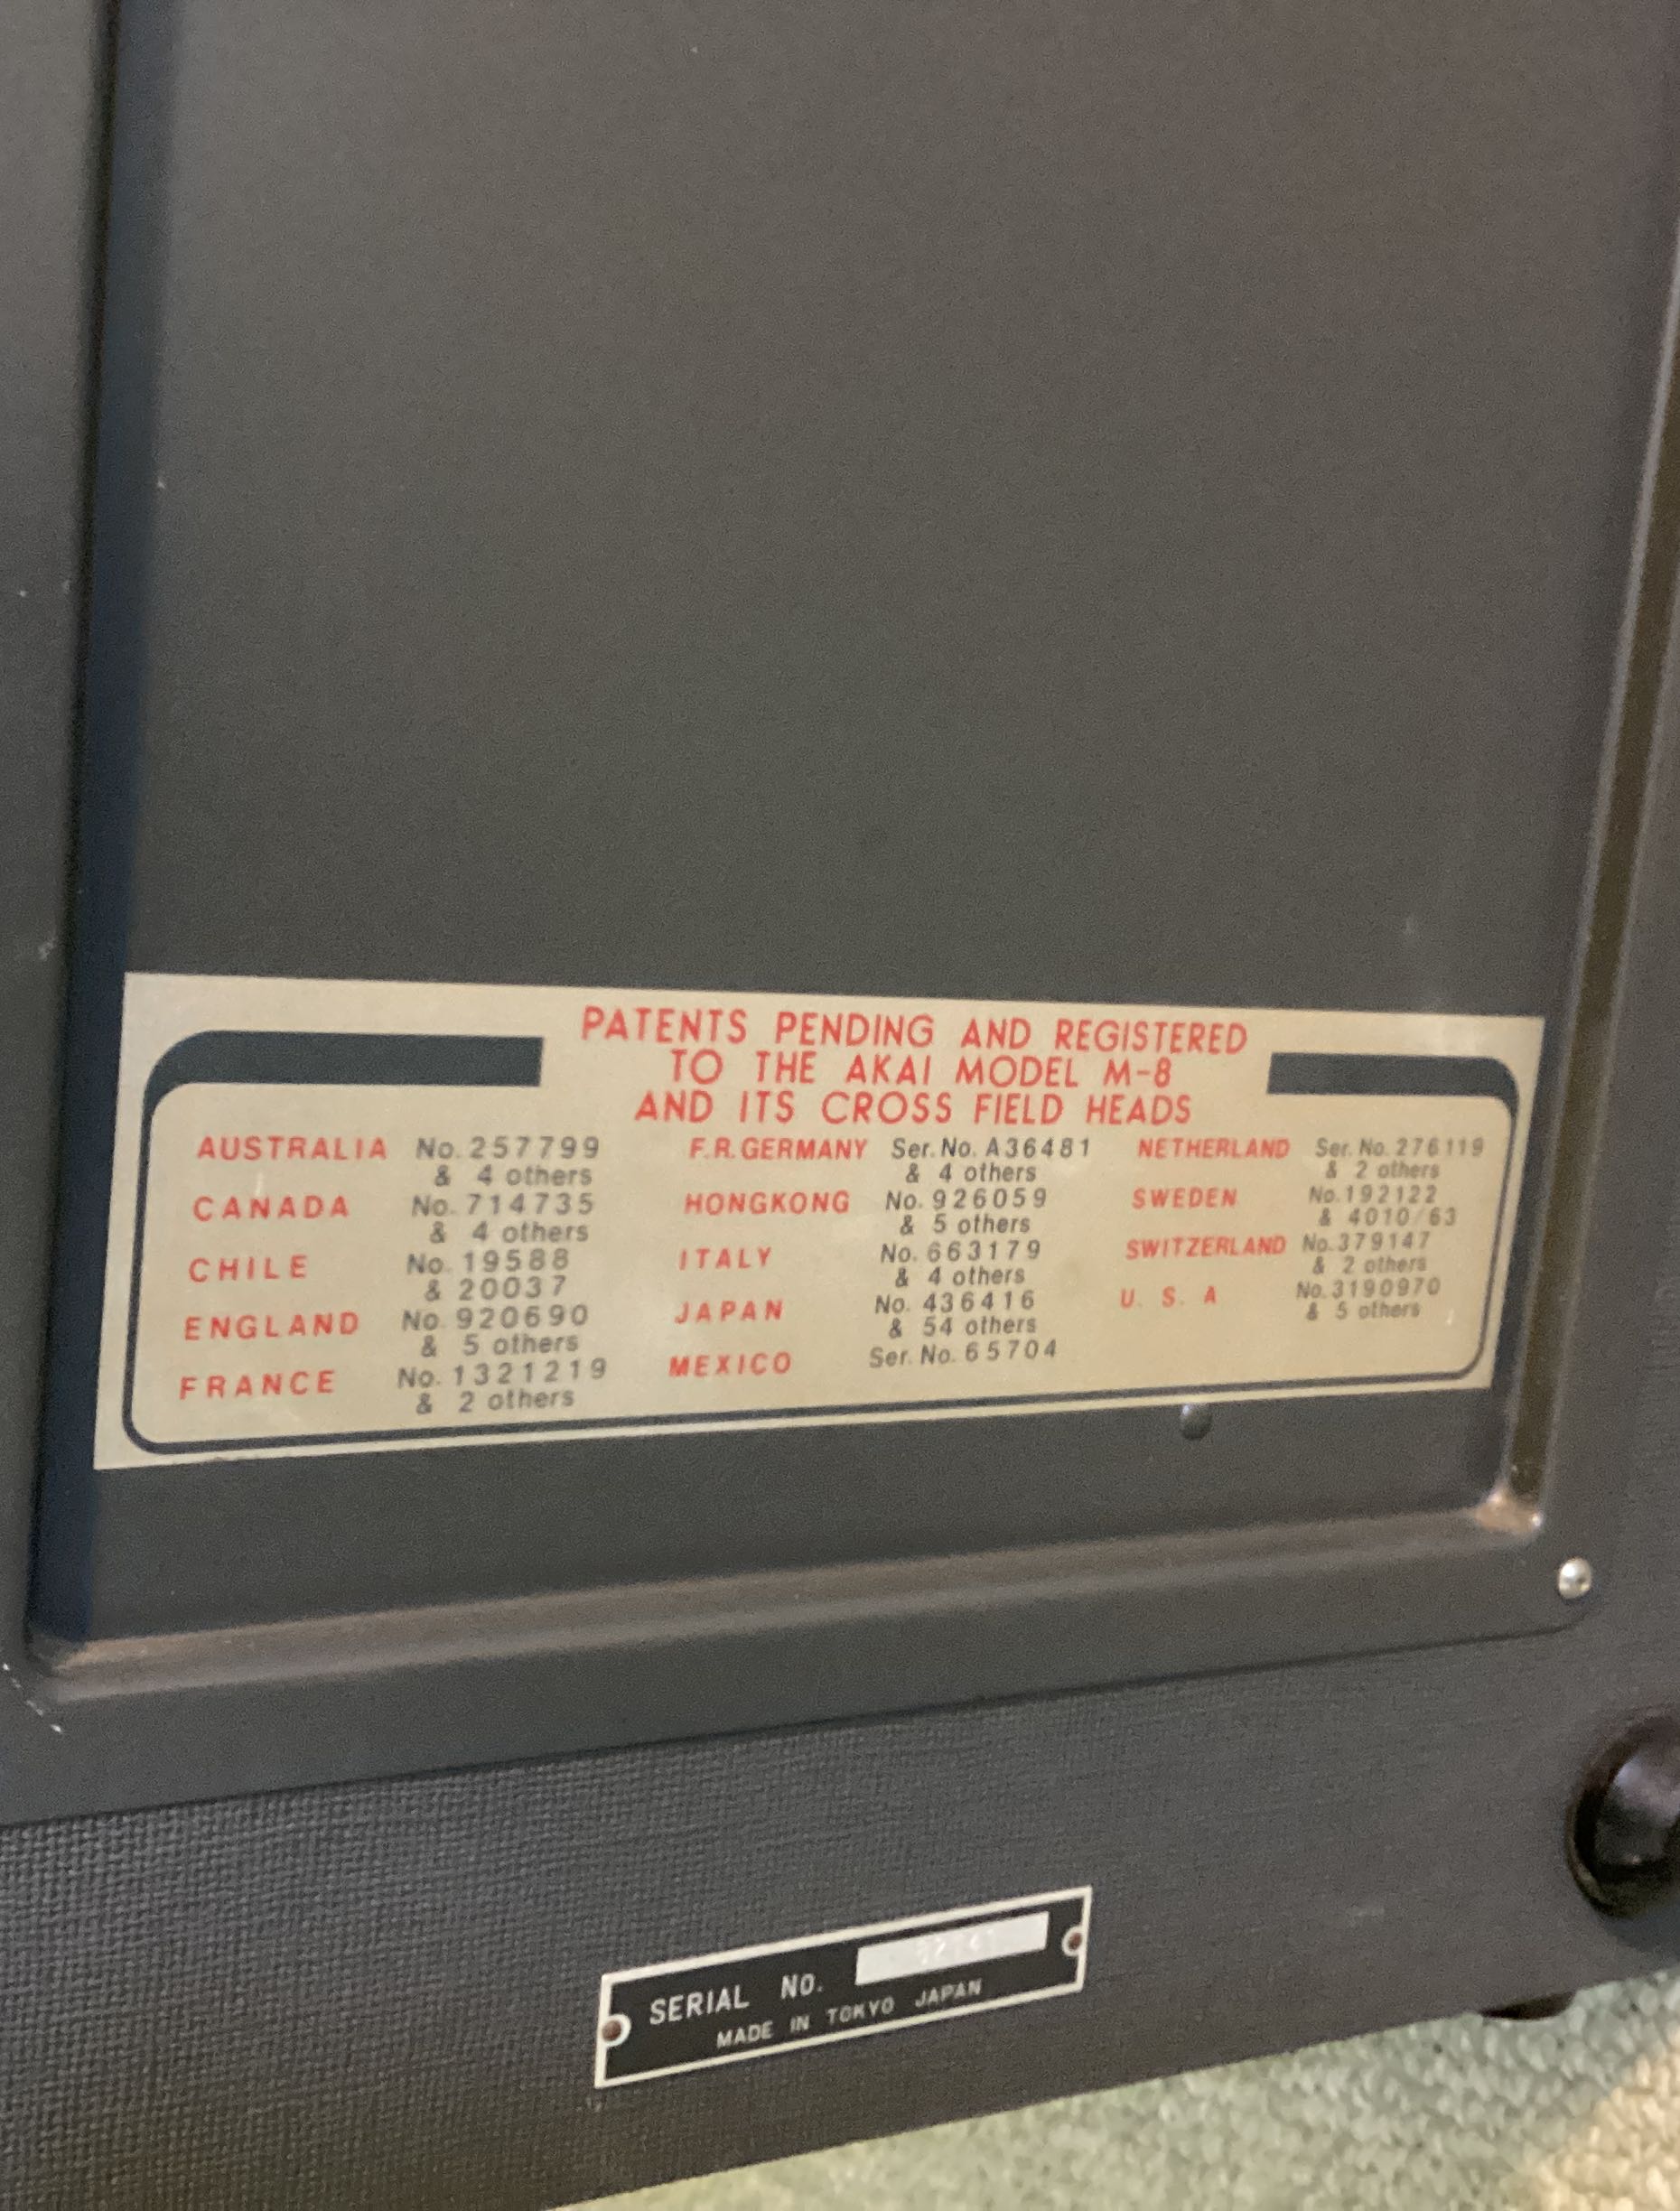 PATENTS PENDING AND REGISTERED
TO THE AKAI MODEL M-8
AND ITS CROSS FIELD HEADS
AUSTRALIA No. 257799
& 4 others
CANADA No. 714735
& 4 others
CHILE No. 19588
& 20037
ENGLAND No. 920690
& 5 others
FRANCE No. 1321219
& 2 others
F.R.GERMANY Ser. No. A36481
& 4 others
HONGKONG No. 926059
& 5 others
ITALY No. 663179
& 4 others
JAPAN No. 436416
& 54 others
MEXICO Ser. No. 65704
NETHERLAND Ser. No. 276119
& 2 others
SWEDEN No. 192122
& 4010/63
SWITZERLAND No. 379147
& 2 others
U. S. A No. 3190970
& 5 others
SERIAL No.
MADE IN TOKYO JAPAN